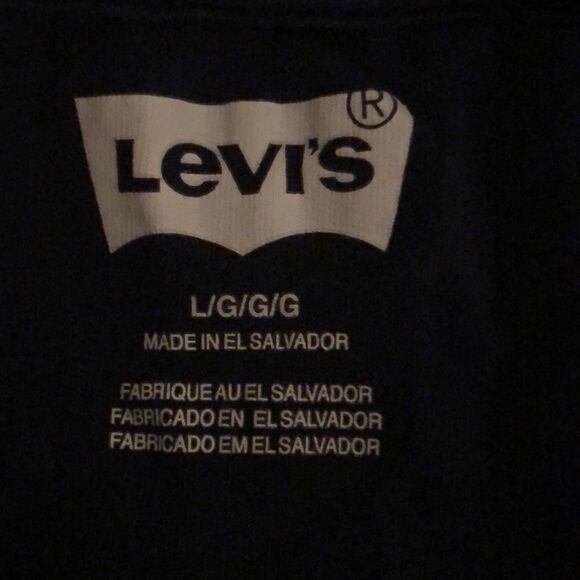 Levi's ®
L/G/G/G
MADE IN EL SALVADOR
FABRIQUE AU EL SALVADOR
FABRICADO EN EL SALVADOR
FABRICADO EM EL SALVADOR